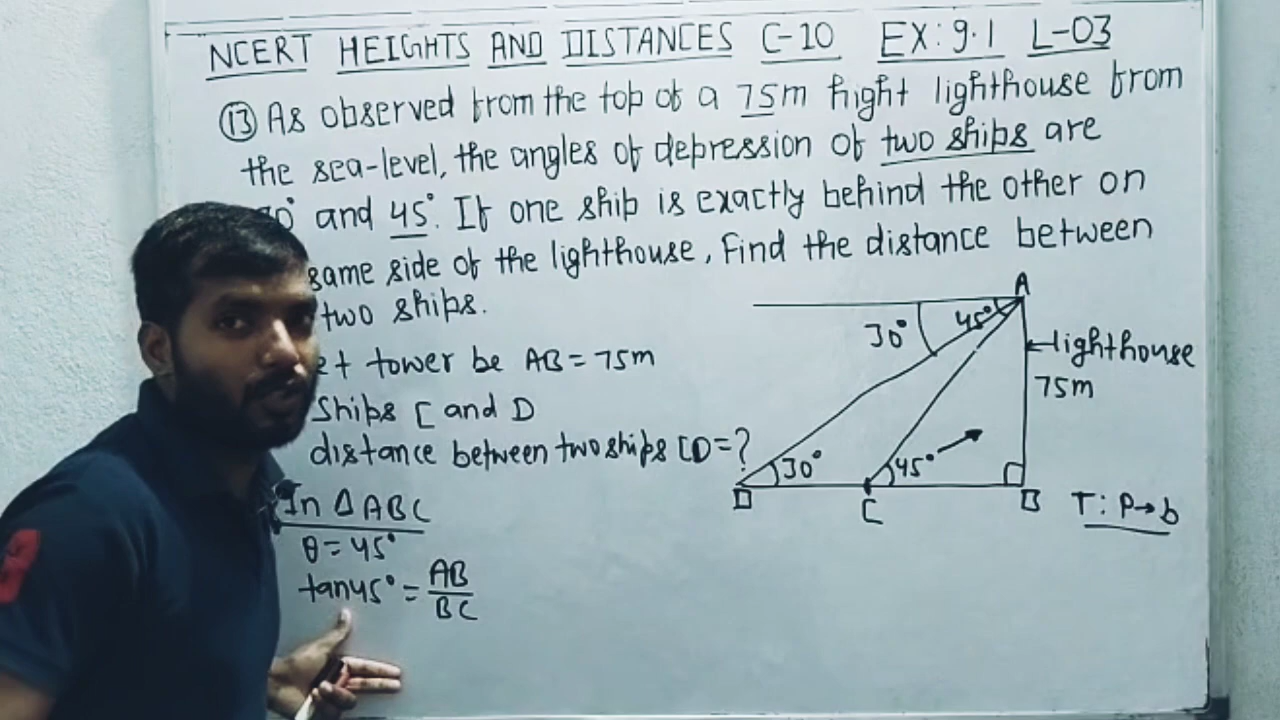 NCERT HEIGHTS AND DISTANCES C-10 EX: 9.1 L-03
(13) As observed from the top of a 75m hight lighthouse from
the sea-level, the angles of depression of two ships are
0° and 45°. If one ship is exactly behind the other on
same side of the lighthouse, Find the distance between
two ships.
et tower be AB = 75m
Ships C and D
distance between two ships CD = ?
In Δ ABC
θ = 45°
tan45° = AB/BC
A
30° 45°
lighthouse
75m
30° 45°
D C B
T: P→b
3